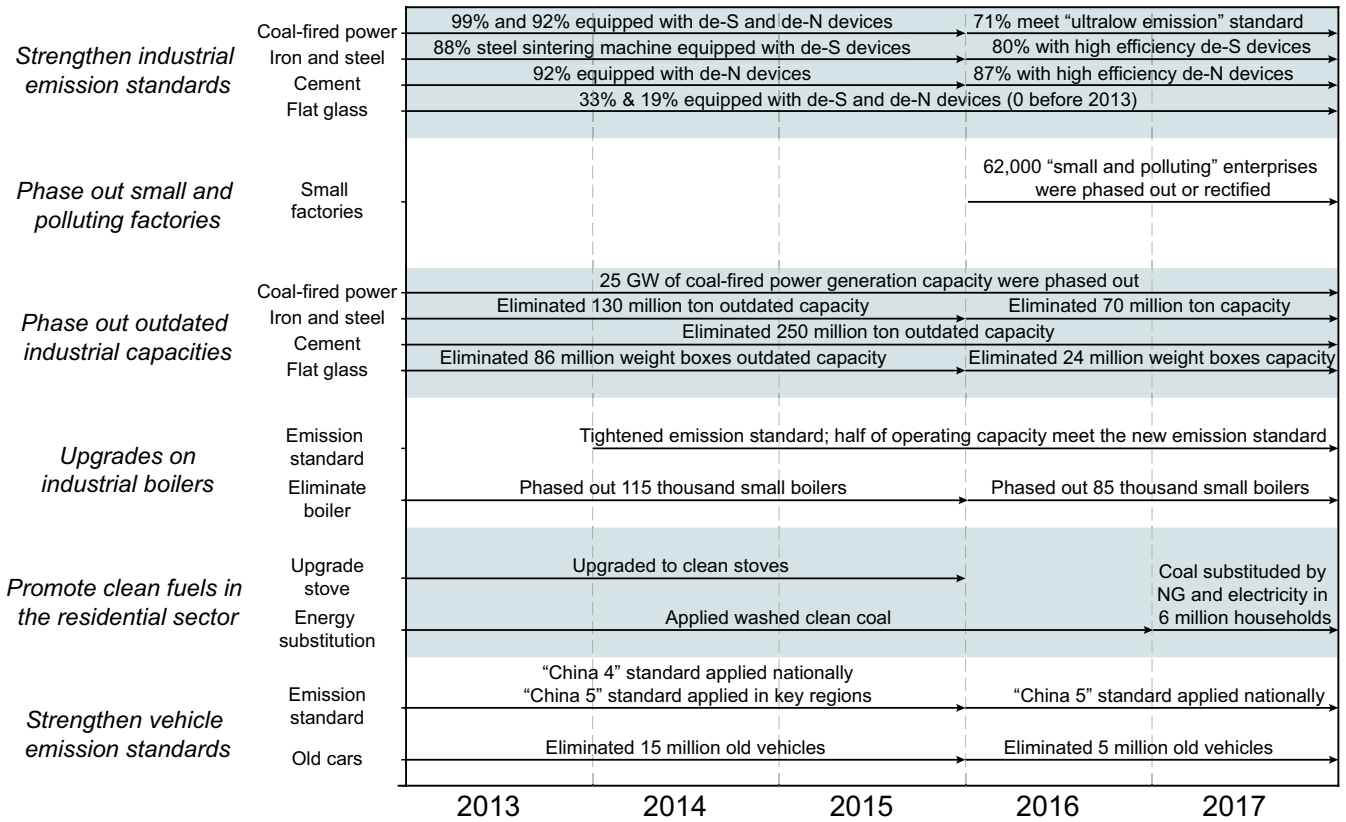 Strengthen industrial
emission standards
Coal-fired power
99% and 92% equipped with de-S and de-N devices
71% meet “ultralow emission” standard
Iron and steel
88% steel sintering machine equipped with de-S devices
80% with high efficiency de-S devices
Cement
92% equipped with de-N devices
87% with high efficiency de-N devices
Flat glass
33% & 19% equipped with de-S and de-N devices (0 before 2013)
Phase out small and
polluting factories
Small
factories
62,000 “small and polluting” enterprises
were phased out or rectified
Phase out outdated
industrial capacities
Coal-fired power
25 GW of coal-fired power generation capacity were phased out
Iron and steel
Eliminated 130 million ton outdated capacity
Eliminated 70 million ton capacity
Cement
Eliminated 250 million ton outdated capacity
Flat glass
Eliminated 86 million weight boxes outdated capacity
Eliminated 24 million weight boxes capacity
Upgrades on
industrial boilers
Emission
standard
Tightened emission standard; half of operating capacity meet the new emission standard
Eliminate
boiler
Phased out 115 thousand small boilers
Phased out 85 thousand small boilers
Promote clean fuels in
the residential sector
Upgrade
stove
Upgraded to clean stoves
Energy
substitution
Applied washed clean coal
Coal substituded by
NG and electricity in
6 million households
Strengthen vehicle
emission standards
Emission
standard
“China 4” standard applied nationally
“China 5” standard applied in key regions
“China 5” standard applied nationally
Old cars
Eliminated 15 million old vehicles
Eliminated 5 million old vehicles
2013
2014
2015
2016
2017